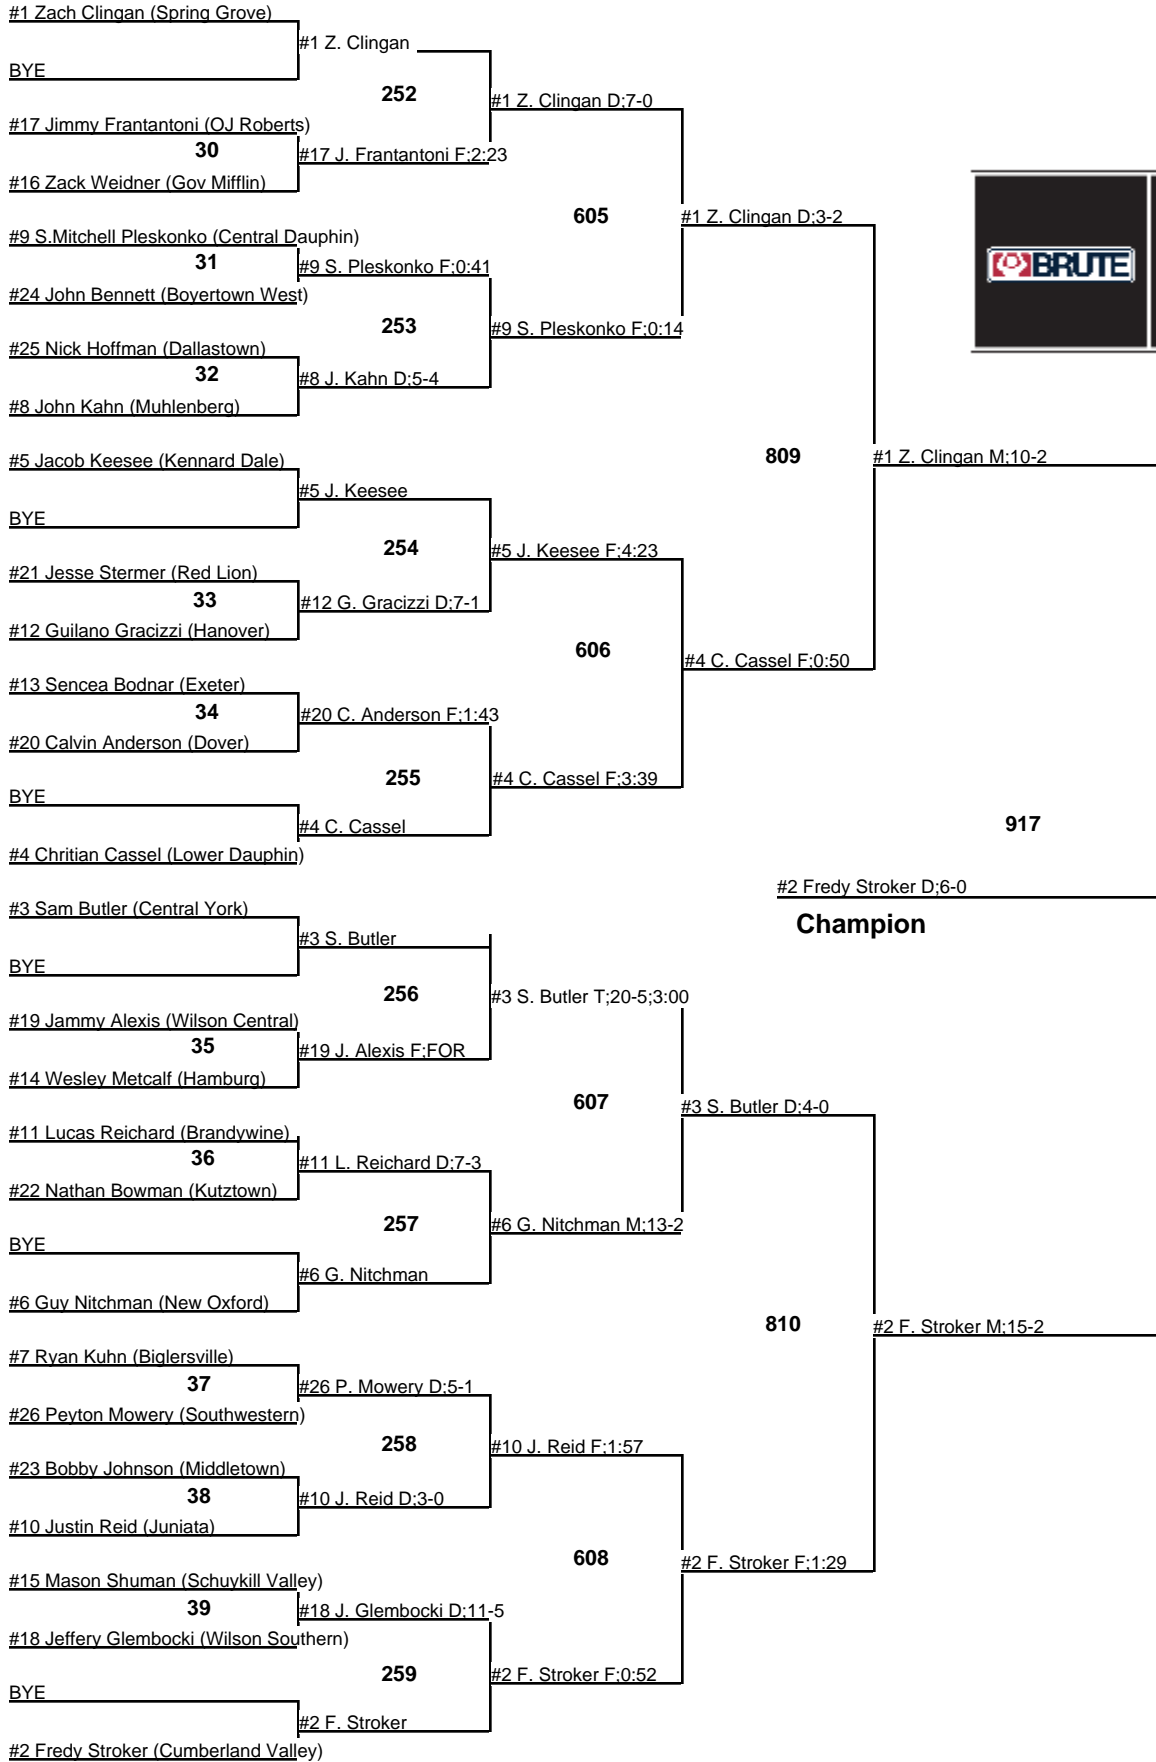 #1 Zach Clingan (Spring Grove)
#1 Z. Clingan
BYE
252
#1 Z. Clingan D;7-0
#17 Jimmy Frantantoni (OJ Roberts)
30
#17 J. Frantantoni F;2:23
#16 Zack Weidner (Gov Mifflin)
605
#1 Z. Clingan D;3-2
#9 S.Mitchell Pleskonko (Central Dauphin)
31
#9 S. Pleskonko F;0:41
BRUTE
#24 John Bennett (Boyertown West)
253
#9 S. Pleskonko F;0:14
#25 Nick Hoffman (Dallastown)
32
#8 J. Kahn D;5-4
#8 John Kahn (Muhlenberg)
809
#1 Z. Clingan M;10-2
#5 Jacob Keesee (Kennard Dale)
#5 J. Keesee
BYE
254
#5 J. Keesee F;4:23
#21 Jesse Stermer (Red Lion)
33
#12 G. Gracizzi D;7-1
#12 Guilano Gracizzi (Hanover)
606
#4 C. Cassel F;0:50
#13 Sencea Bodnar (Exeter)
34
#20 C. Anderson F;1:43
#20 Calvin Anderson (Dover)
255
#4 C. Cassel F;3:39
BYE
#4 C. Cassel
917
#4 Chritian Cassel (Lower Dauphin)
#2 Fredy Stroker D;6-0
Champion
#3 Sam Butler (Central York)
#3 S. Butler
BYE
256
#3 S. Butler T;20-5;3:00
#19 Jammy Alexis (Wilson Central)
35
#19 J. Alexis F;FOR
#14 Wesley Metcalf (Hamburg)
607
#3 S. Butler D;4-0
#11 Lucas Reichard (Brandywine)
36
#11 L. Reichard D;7-3
#22 Nathan Bowman (Kutztown)
257
#6 G. Nitchman M;13-2
BYE
#6 G. Nitchman
#6 Guy Nitchman (New Oxford)
810
#2 F. Stroker M;15-2
#7 Ryan Kuhn (Biglersville)
37
#26 P. Mowery D;5-1
#26 Peyton Mowery (Southwestern)
258
#10 J. Reid F;1:57
#23 Bobby Johnson (Middletown)
38
#10 J. Reid D;3-0
#10 Justin Reid (Juniata)
608
#2 F. Stroker F;1:29
#15 Mason Shuman (Schuykill Valley)
39
#18 J. Glembocki D;11-5
#18 Jeffery Glembocki (Wilson Southern)
259
#2 F. Stroker F;0:52
BYE
#2 F. Stroker
#2 Fredy Stroker (Cumberland Valley)